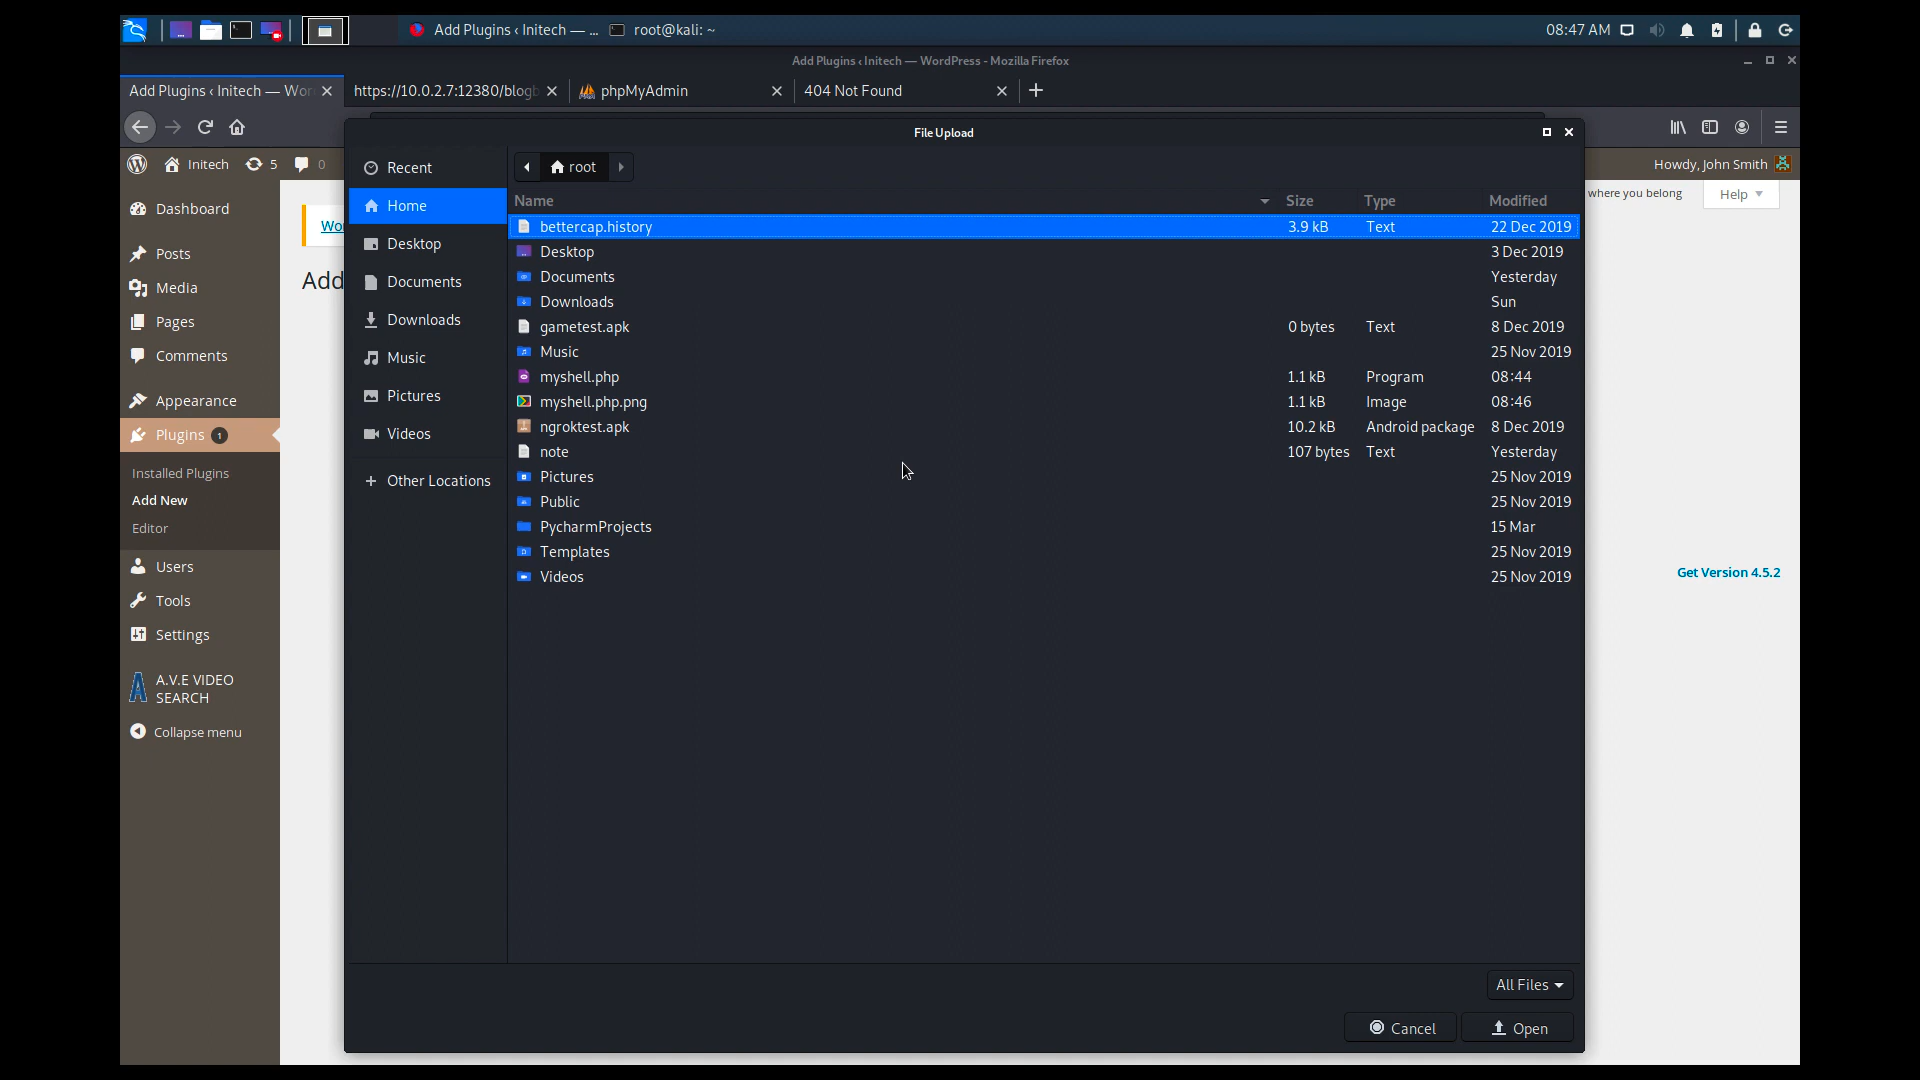 Add Plugins ‹ Initech — ...
root@kali: ~
08:47 AM
Add Plugins ‹ Initech — WordPress - Mozilla Firefox
Add Plugins ‹ Initech — Wor
https://10.0.2.7:12380/blogb
phpMyAdmin
404 Not Found
File Upload
Initech
5
0
Howdy, John Smith
where you belong
Help
Wo
Add
Dashboard
Posts
Media
Pages
Comments
Appearance
Plugins 1
Installed Plugins
Add New
Editor
Users
Tools
Settings
A.V.E VIDEO
SEARCH
Collapse menu
Recent
Home
Desktop
Documents
Downloads
Music
Pictures
Videos
Other Locations
root
Name Size Type Modified
bettercap.history 3.9 kB Text 22 Dec 2019
Desktop 3 Dec 2019
Documents Yesterday
Downloads Sun
gametest.apk 0 bytes Text 8 Dec 2019
Music 25 Nov 2019
myshell.php 1.1 kB Program 08:44
myshell.php.png 1.1 kB Image 08:46
ngroktest.apk 10.2 kB Android package 8 Dec 2019
note 107 bytes Text Yesterday
Pictures 25 Nov 2019
Public 25 Nov 2019
PycharmProjects 15 Mar
Templates 25 Nov 2019
Videos 25 Nov 2019
Get Version 4.5.2
All Files
Cancel
Open